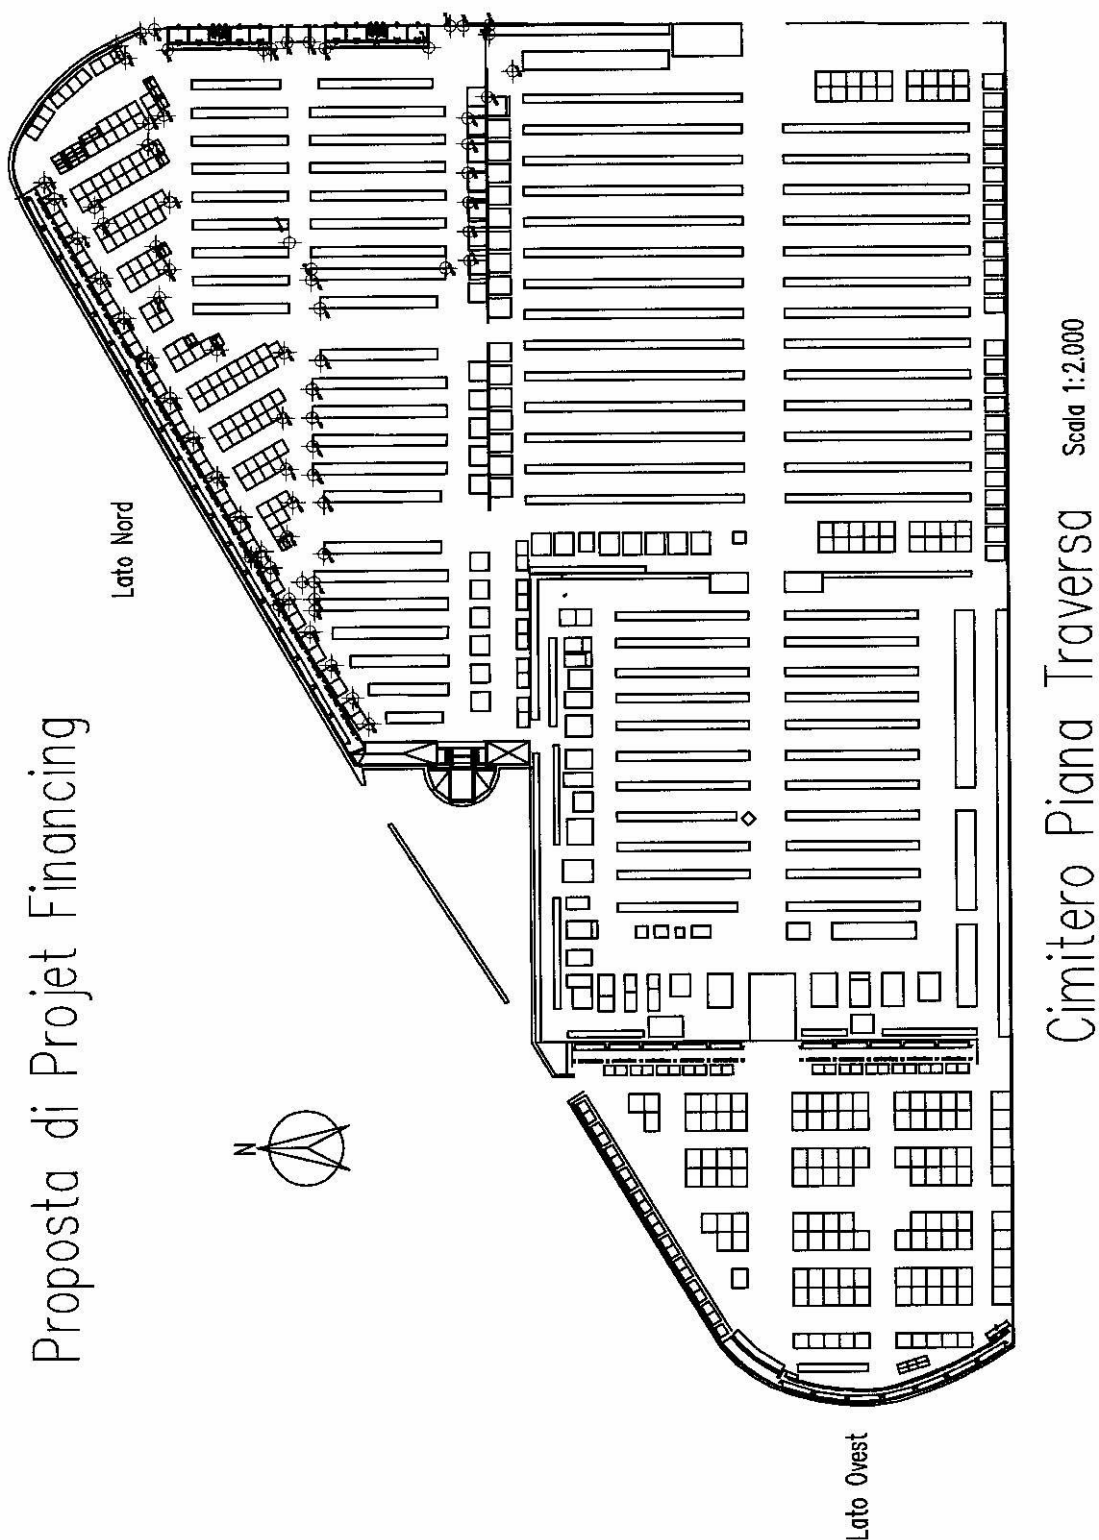 Proposta di Projet Financing
N
Lato Nord
Lato Ovest
Cimitero Piana Traversa
Scala 1:2.000